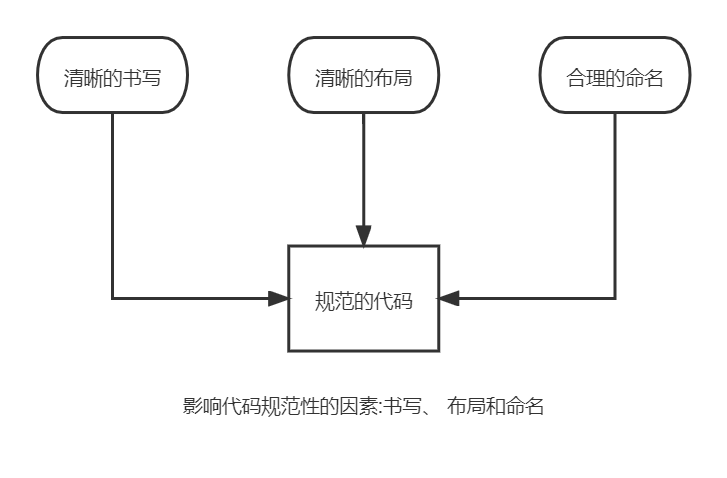 清晰的书写
清晰的布局
合理的命名
规范的代码
影响代码规范性的因素:书写、 布局和命名